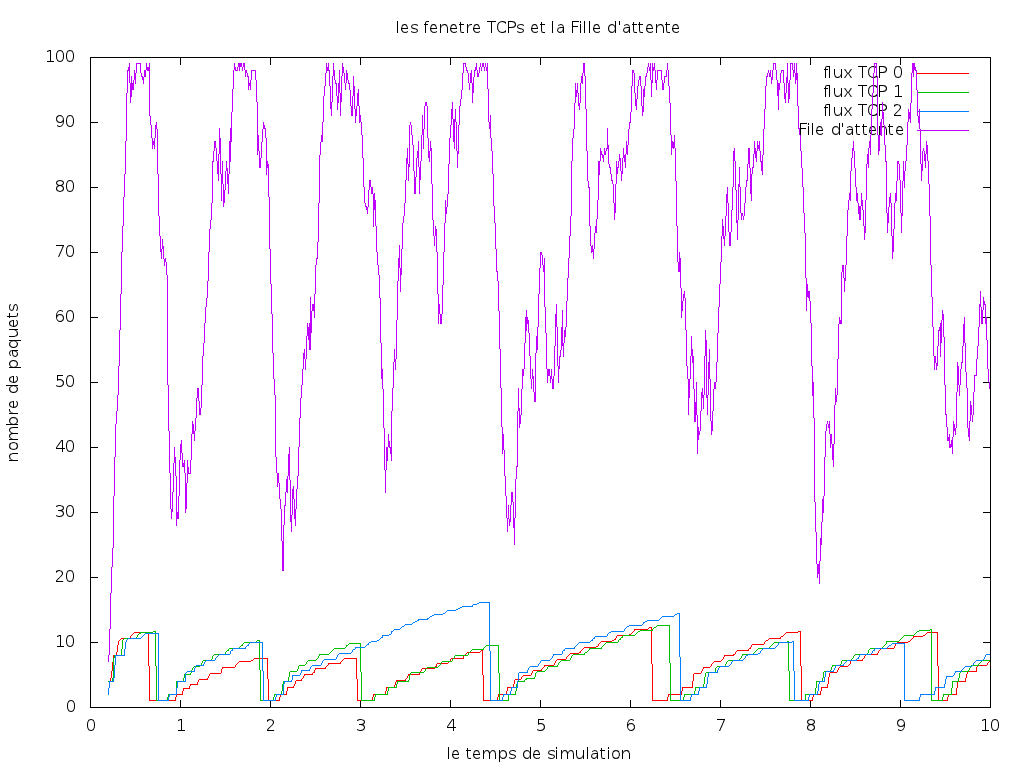 les fenetre TCPs et la Fille d'attente
flux TCP 0
flux TCP 1
flux TCP 2
File d'attente
nombre de paquets
100
90
80
70
60
50
40
30
20
10
0
0 1 2 3 4 5 6 7 8 9 10
le temps de simulation